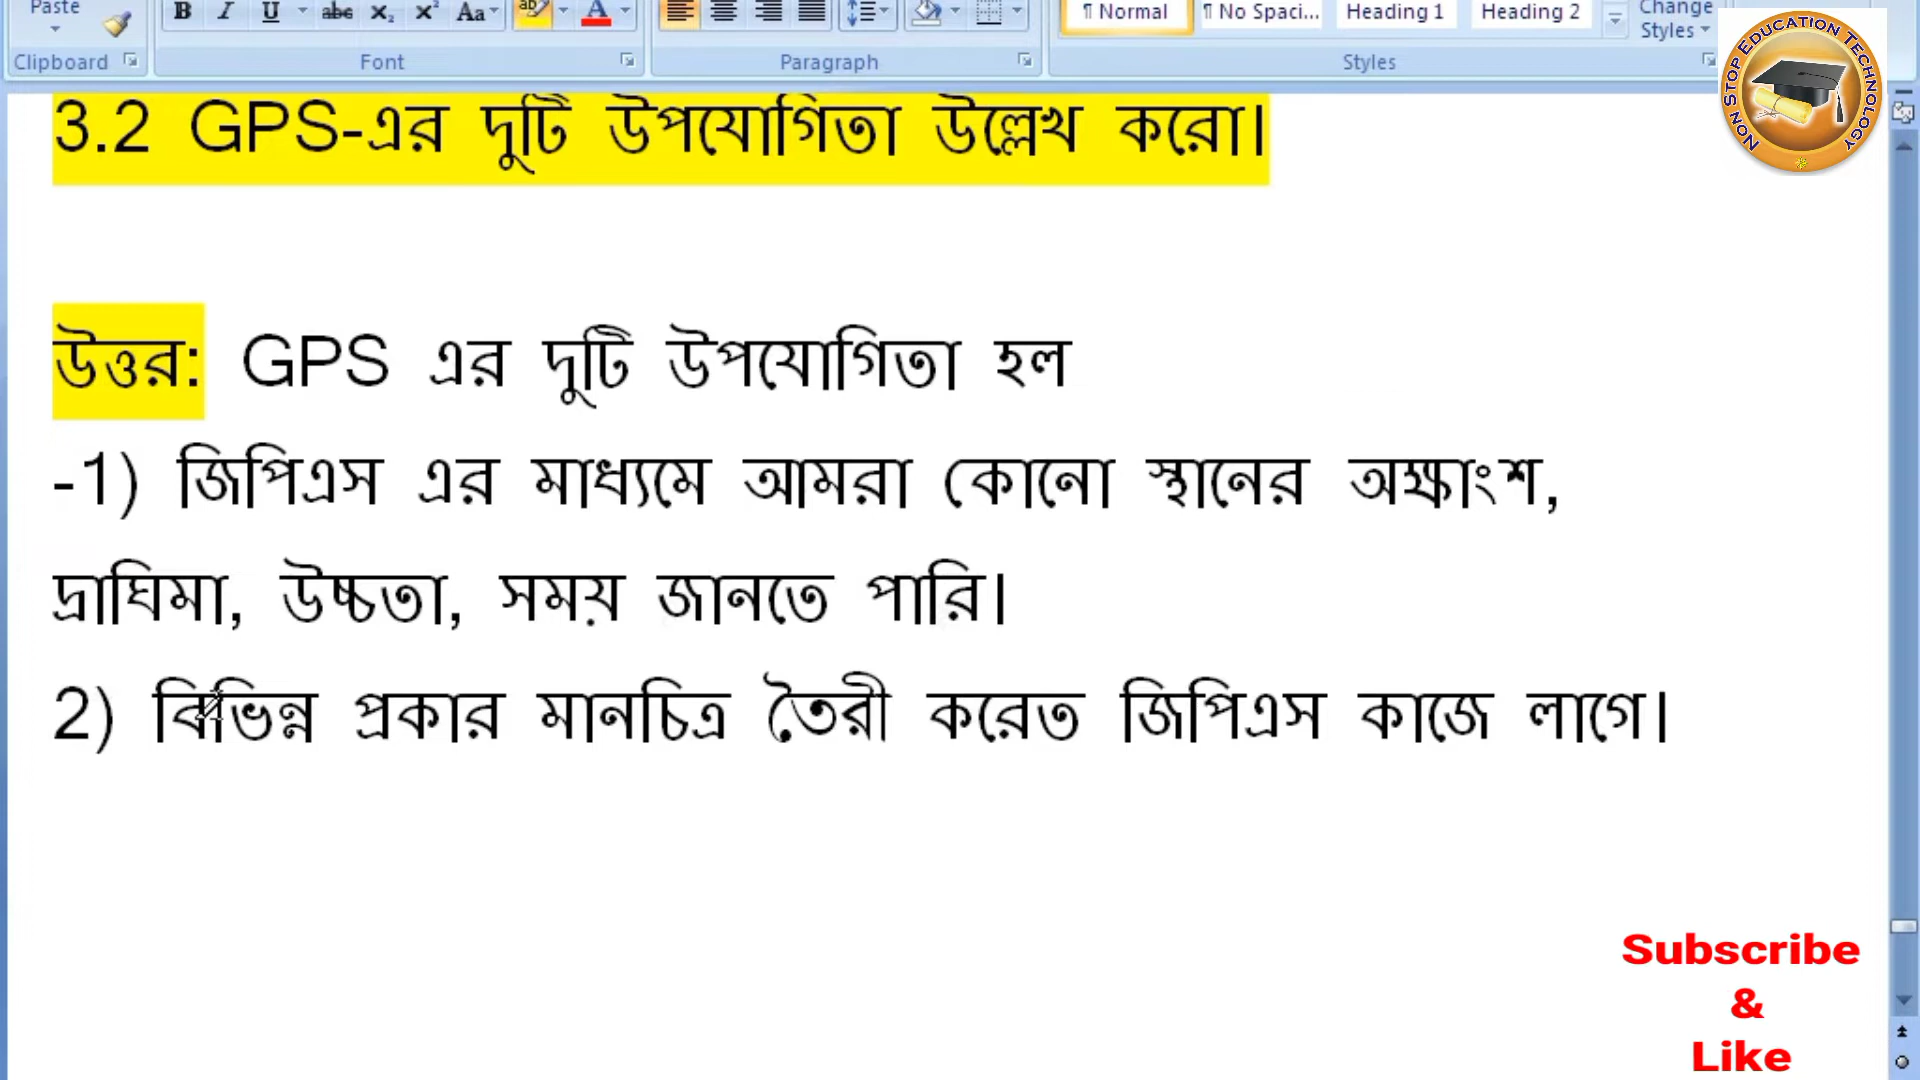 Paste
B I U abe X₂ X² Aa ab A
¶ Normal ¶ No Spaci... Heading 1 Heading 2 Change
Styles
Clipboard Font Paragraph Styles
NON STOP EDUCATION TECHNOLOGY
3.2 GPS-এর দুটি উপযোগিতা উল্লেখ করো।
উত্তর: GPS এর দুটি উপযোগিতা হল
-1) জিপিএস এর মাধ্যমে আমরা কোনো স্থানের অক্ষাংশ,
দ্রাঘিমা, উচ্চতা, সময় জানতে পারি।
2) বিভিন্ন প্রকার মানচিত্র তৈরী করেত জিপিএস কাজে লাগে।
Subscribe
&
Like